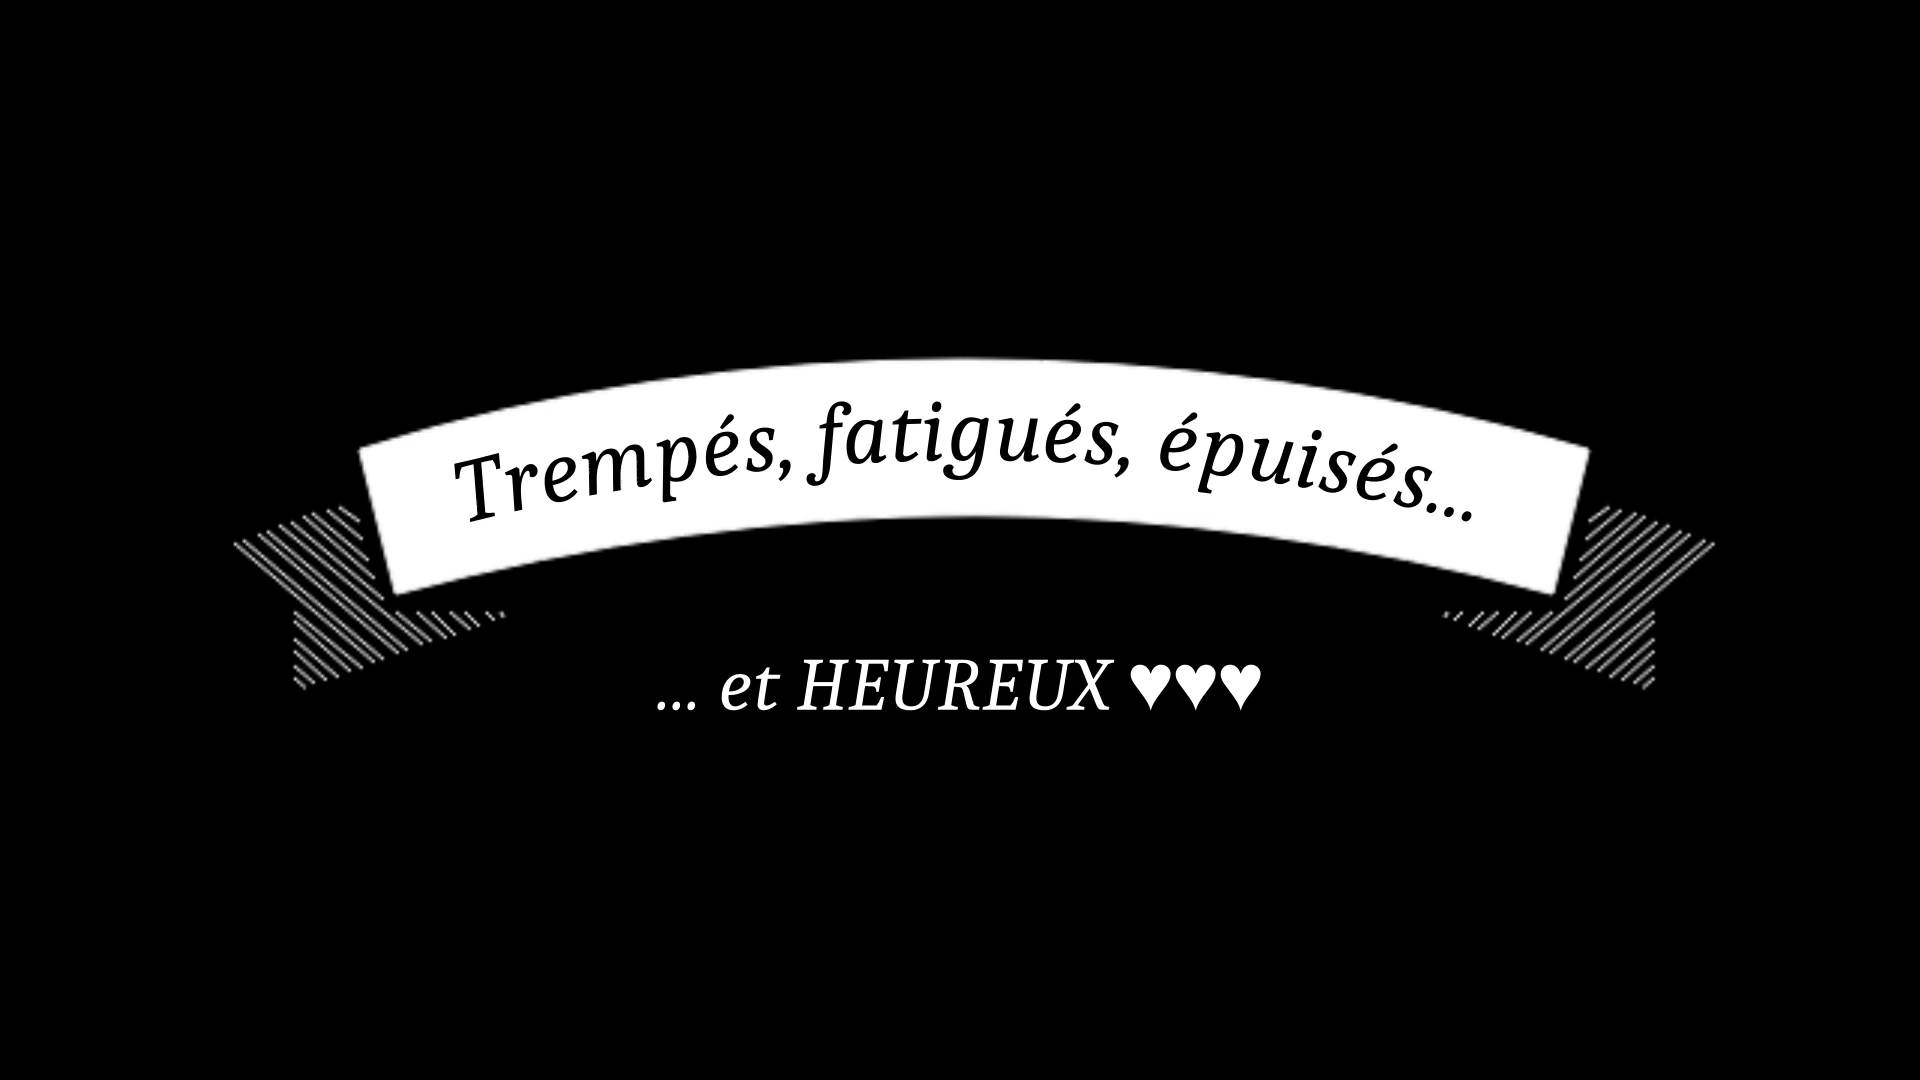 Trempés, fatigués, épuisés...
... et HEUREUX ♥♥♥